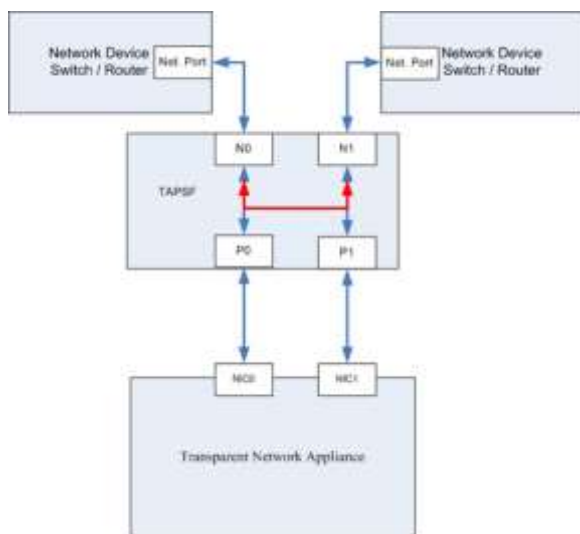 Network Device
Switch / Router
Net. Port
Net. Port
Network Device
Switch / Router
N0
N1
TAPSF
P0
P1
NIC0
NIC1
Transparent Network Appliance